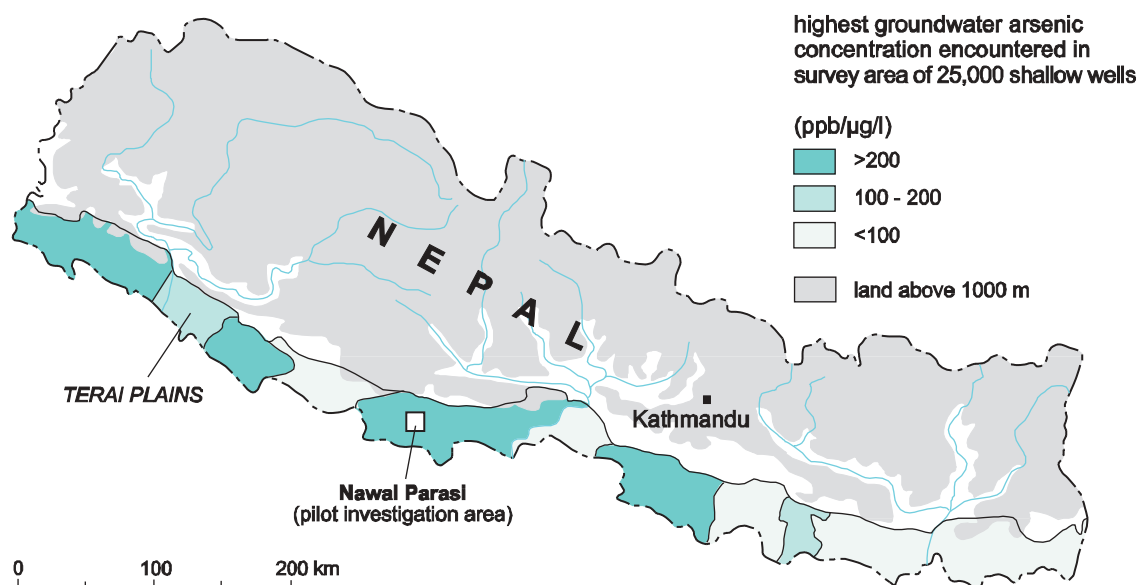 highest groundwater arsenic
concentration encountered in
survey area of 25,000 shallow wells
(ppb/µg/l)
>200
100 - 200
<100
land above 1000 m
NEPAL
TERAI PLAINS
Kathmandu
Nawal Parasi
(pilot investigation area)
0 100 200 km